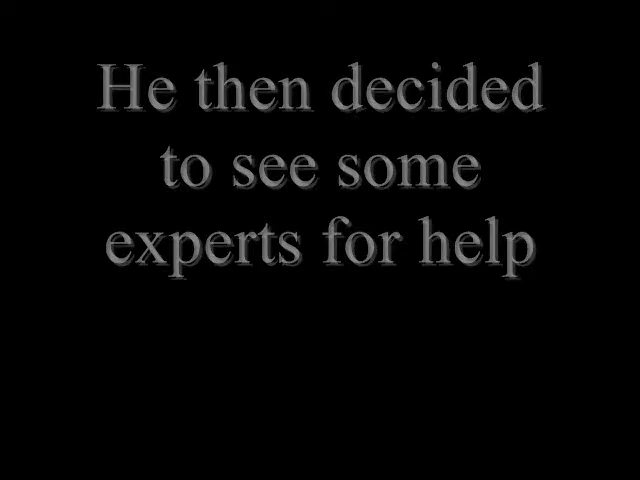 He then decided
to see some
experts for help